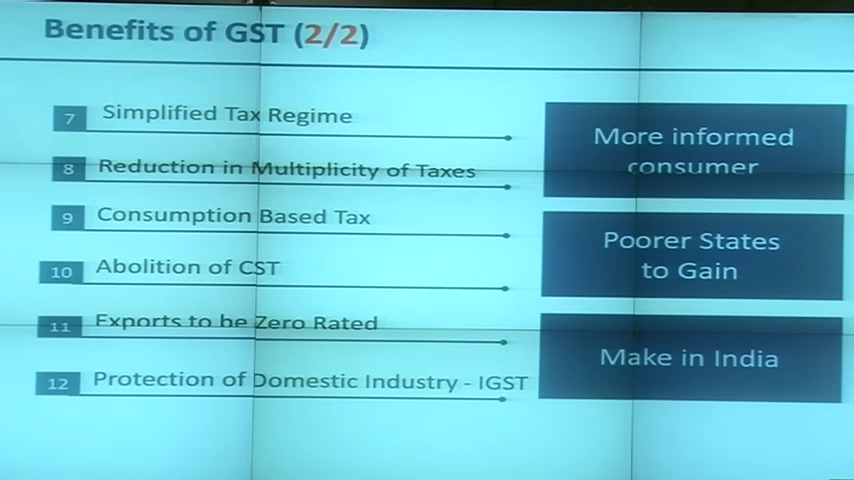 Benefits of GST (2/2)
7 Simplified Tax Regime
8 Reduction in Multiplicity of Taxes
More informed
consumer
9 Consumption Based Tax
10 Abolition of CST
Poorer States
to Gain
11 Exports to be Zero Rated
12 Protection of Domestic Industry - IGST
Make in India